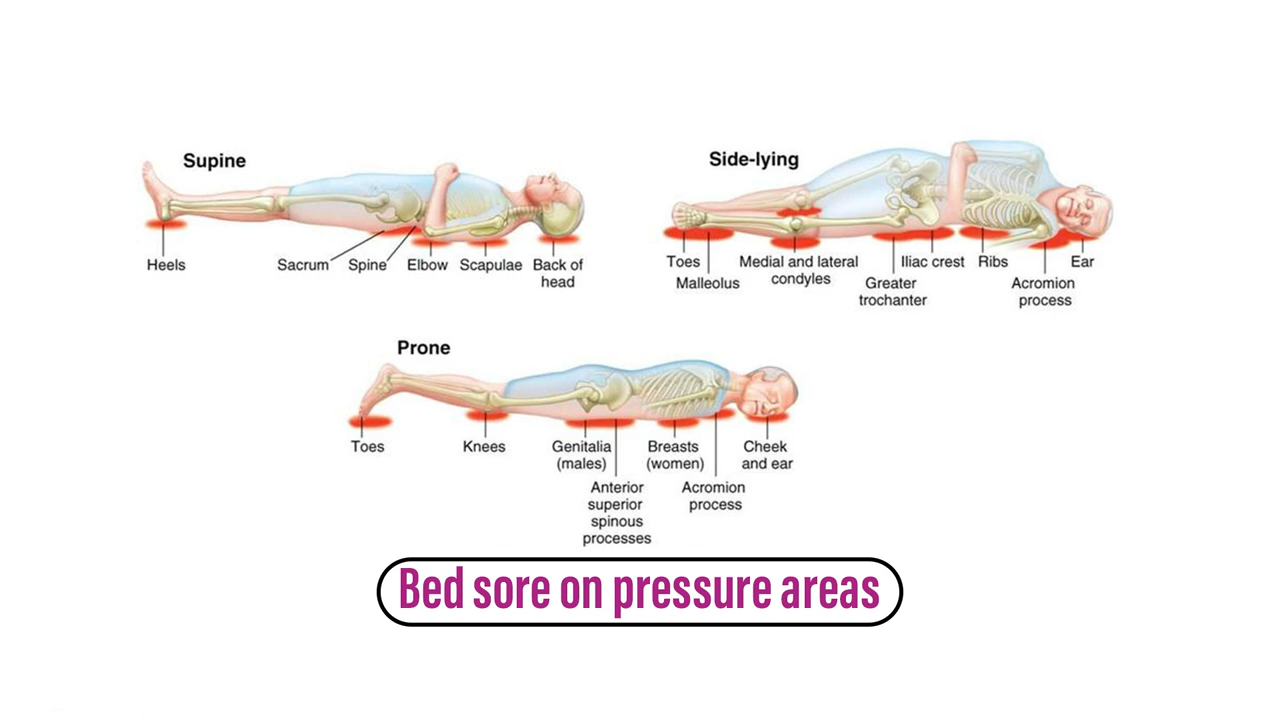 Supine
Heels
Sacrum
Spine
Elbow
Scapulae
Back of
head
Side-lying
Toes
Malleolus
Medial and lateral
condyles
Greater
trochanter
Iliac crest
Ribs
Acromion
process
Ear
Prone
Toes
Knees
Genitalia
(males)
Anterior
superior
spinous
processes
Breasts
(women)
Acromion
process
Cheek
and ear
Bed sore on pressure areas